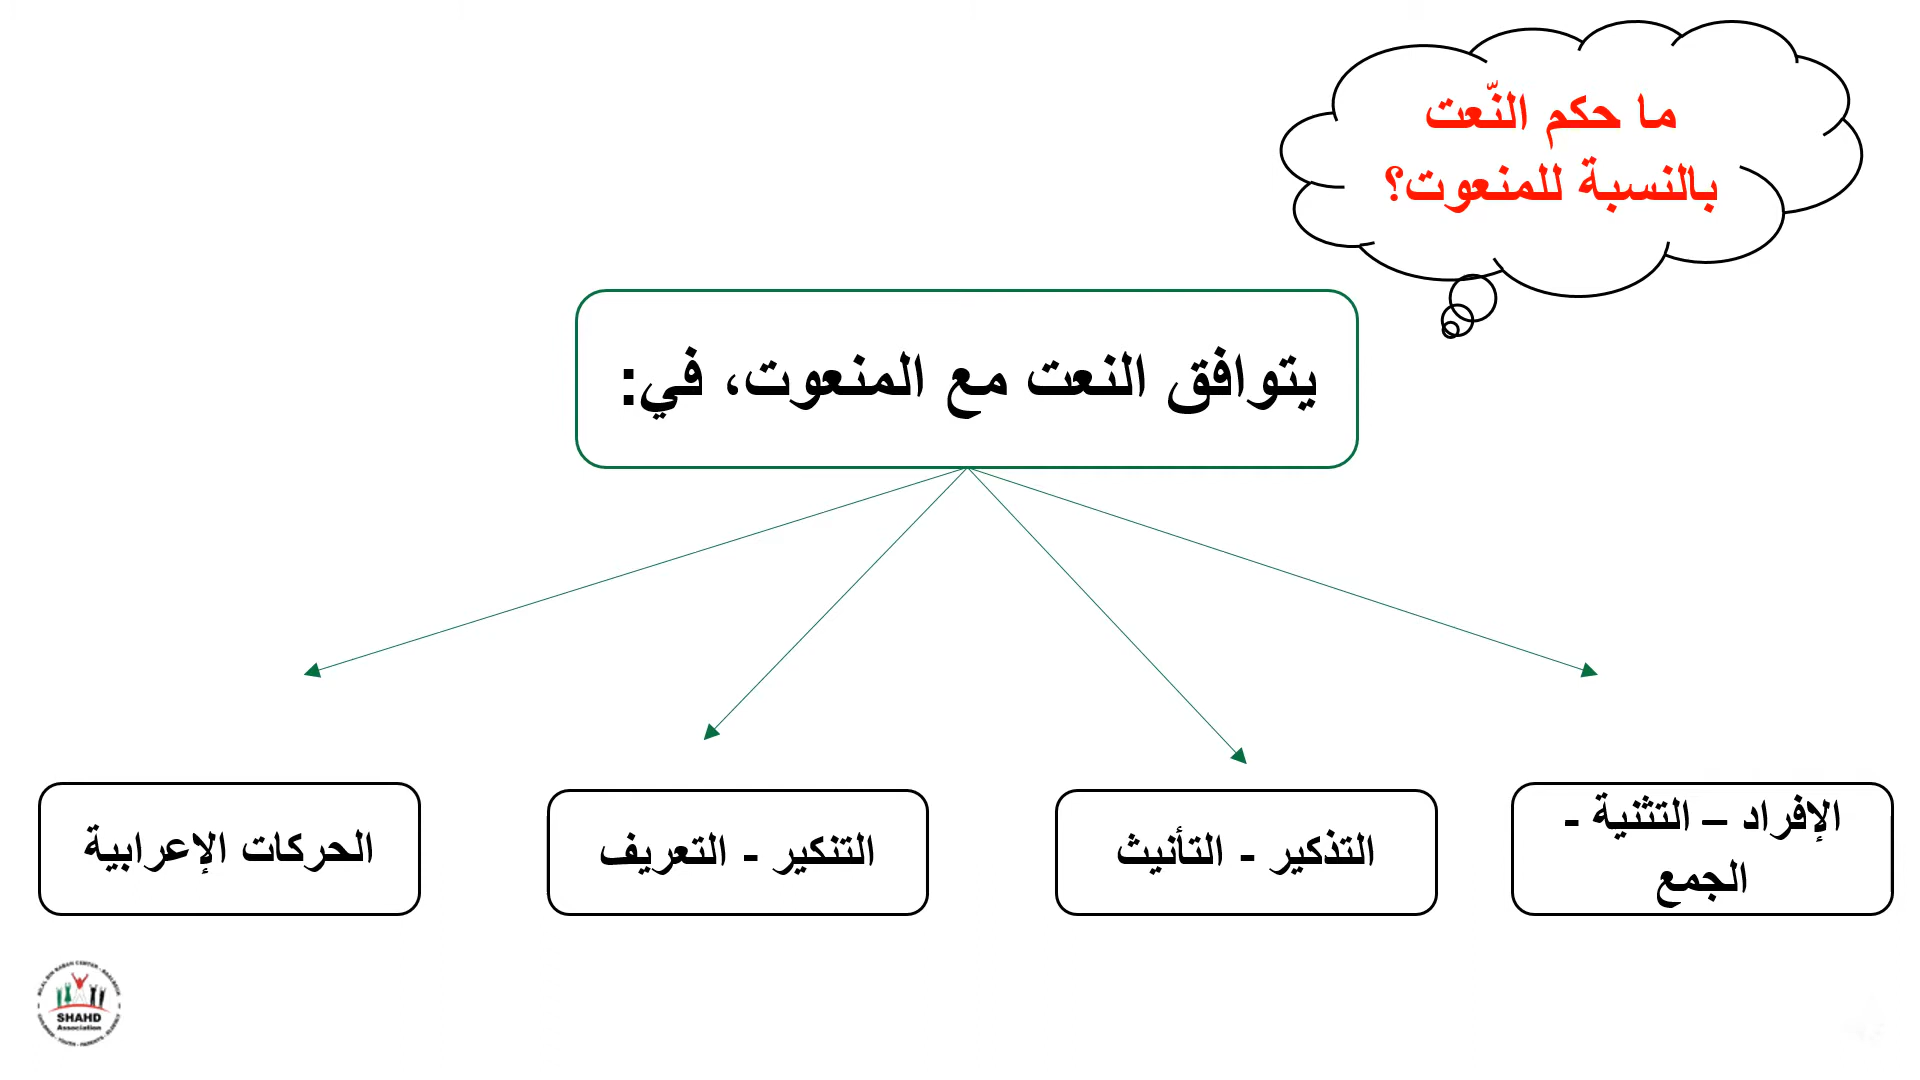 ما حكم النّعت
بالنسبة للمنعوت؟
يتوافق النعت مع المنعوت، في:
الإفراد – التثنية -
الجمع
التذكير - التأنيث
التنكير - التعريف
الحركات الإعرابية
SHAHD
Association